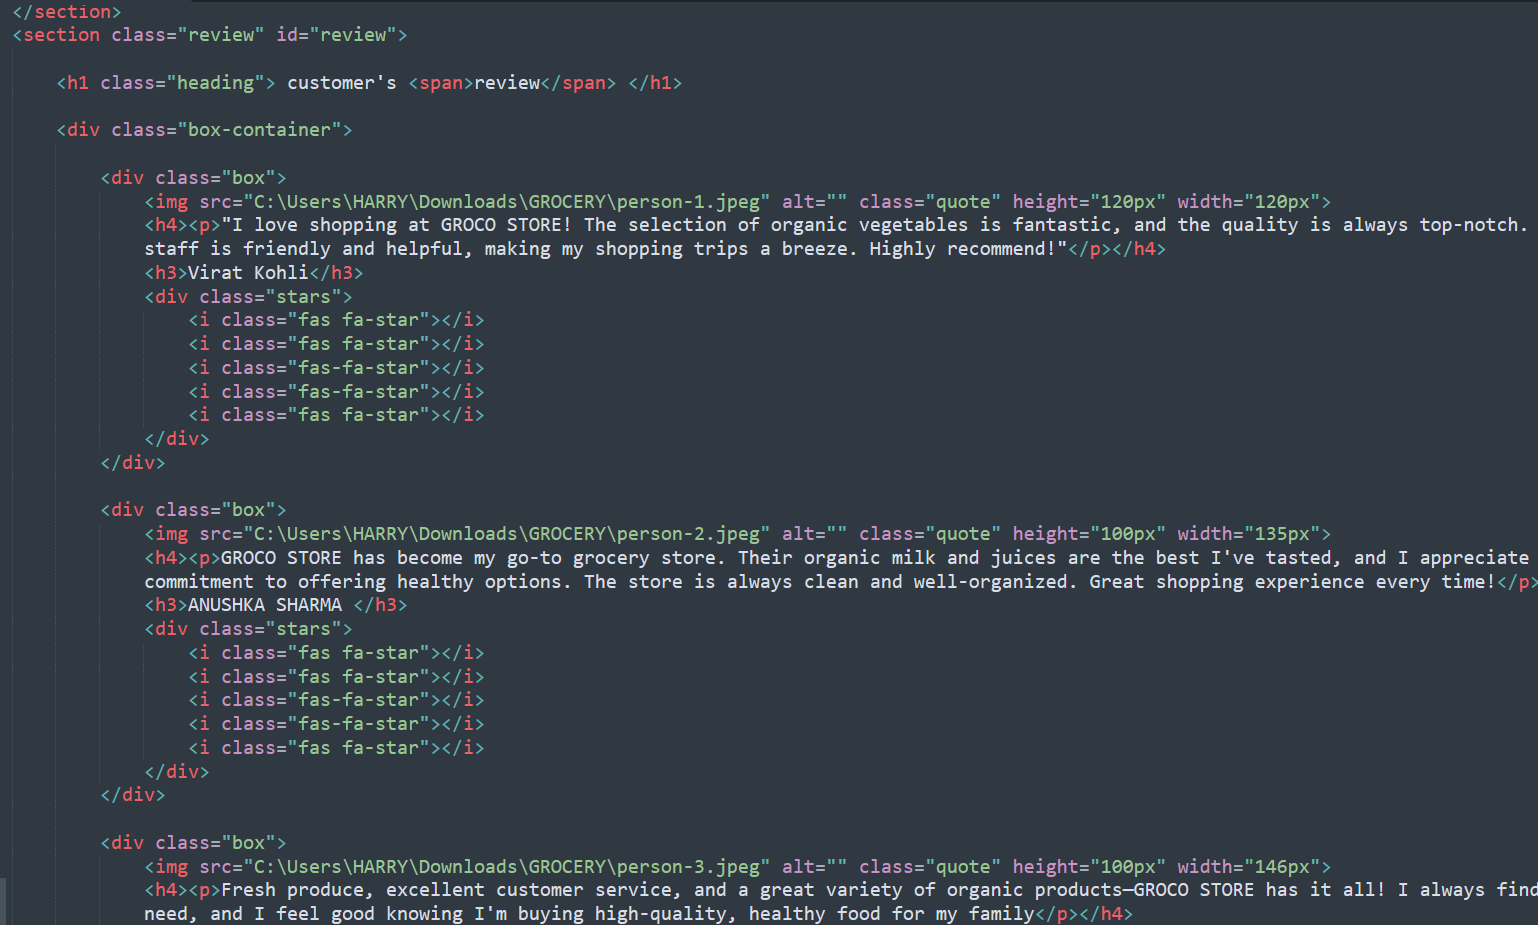 </section>
<section class="review" id="review">
<h1 class="heading"> customer's <span>review</span> </h1>
<div class="box-container">
<div class="box">
<img src="C:\Users\HARRY\Downloads\GROCERY\person-1.jpeg" alt="" class="quote" height="120px" width="120px">
<h4><p>"I love shopping at GROCO STORE! The selection of organic vegetables is fantastic, and the quality is always top-notch.
staff is friendly and helpful, making my shopping trips a breeze. Highly recommend!"</p></h4>
<h3>Virat Kohli</h3>
<div class="stars">
<i class="fas fa-star"></i>
<i class="fas fa-star"></i>
<i class="fas-fa-star"></i>
<i class="fas-fa-star"></i>
<i class="fas fa-star"></i>
</div>
</div>
<div class="box">
<img src="C:\Users\HARRY\Downloads\GROCERY\person-2.jpeg" alt="" class="quote" height="100px" width="135px">
<h4><p>GROCO STORE has become my go-to grocery store. Their organic milk and juices are the best I've tasted, and I appreciate
commitment to offering healthy options. The store is always clean and well-organized. Great shopping experience every time!</p>
<h3>ANUSHKA SHARMA </h3>
<div class="stars">
<i class="fas fa-star"></i>
<i class="fas fa-star"></i>
<i class="fas-fa-star"></i>
<i class="fas-fa-star"></i>
<i class="fas fa-star"></i>
</div>
</div>
<div class="box">
<img src="C:\Users\HARRY\Downloads\GROCERY\person-3.jpeg" alt="" class="quote" height="100px" width="146px">
<h4><p>Fresh produce, excellent customer service, and a great variety of organic products—GROCO STORE has it all! I always find
need, and I feel good knowing I'm buying high-quality, healthy food for my family</p></h4>